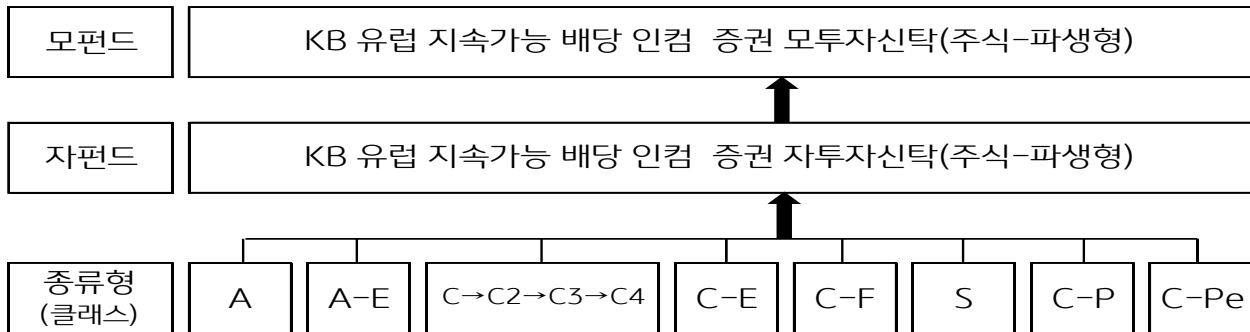 모펀드
KB 유럽 지속가능 배당 인컴 증권 모투자신탁(주식-파생형)
자펀드
KB 유럽 지속가능 배당 인컴 증권 자투자신탁(주식-파생형)
종류형
(클래스)
A
A-E
C→C2→C3→C4
C-E
C-F
S
C-P
C-Pe